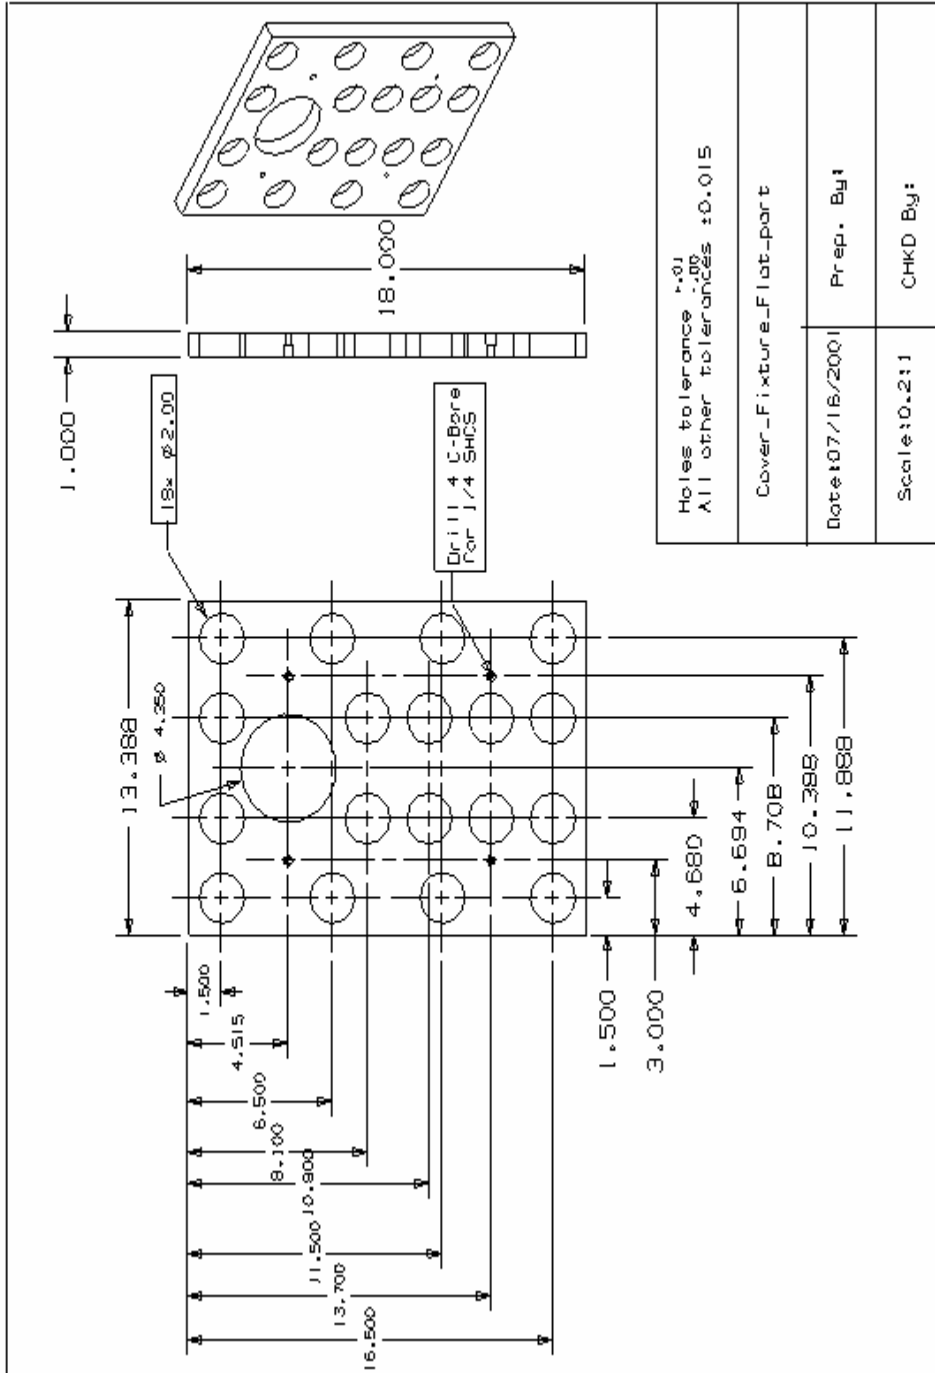 18.000
1.000
18x ø2.00
Drill 4 C-Bore
For 1/4 SHCS
13.388
ø 4.350
1.500
4.515
6.500
8.100
10.900
11.500
13.700
16.500
1.500
3.000
4.680
6.694
8.708
10.388
11.888
Holes tolerance +.01 -.00
All other tolerances ±0.015
Cover_Fixture_Flat-part
Date:07/16/2001
Prep. By:
Scale:0.2:1
CHKD By: